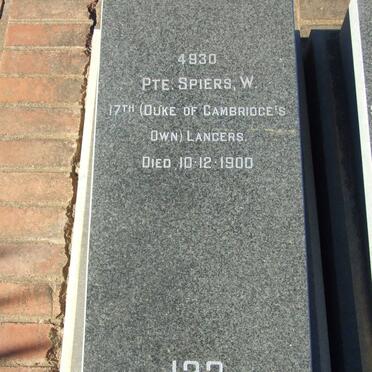 4930
PTE. SPIERS, W.
17TH (DUKE OF CAMBRIDGE'S
OWN) LANCERS.
DIED 10·12·1900